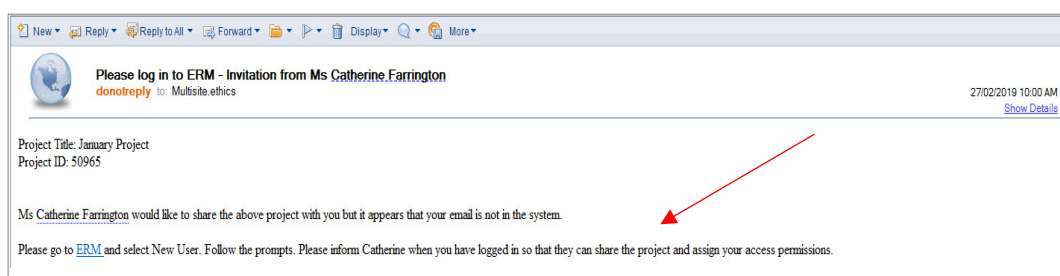 New Reply Reply to All Forward Display More
Please log in to ERM - Invitation from Ms Catherine Farrington
donotreply to: Multisite.ethics
27/02/2019 10:00 AM
Show Details
Project Title: January Project
Project ID: 50965
Ms Catherine Farrington would like to share the above project with you but it appears that your email is not in the system.
Please go to ERM and select New User. Follow the prompts. Please inform Catherine when you have logged in so that they can share the project and assign your access permissions.